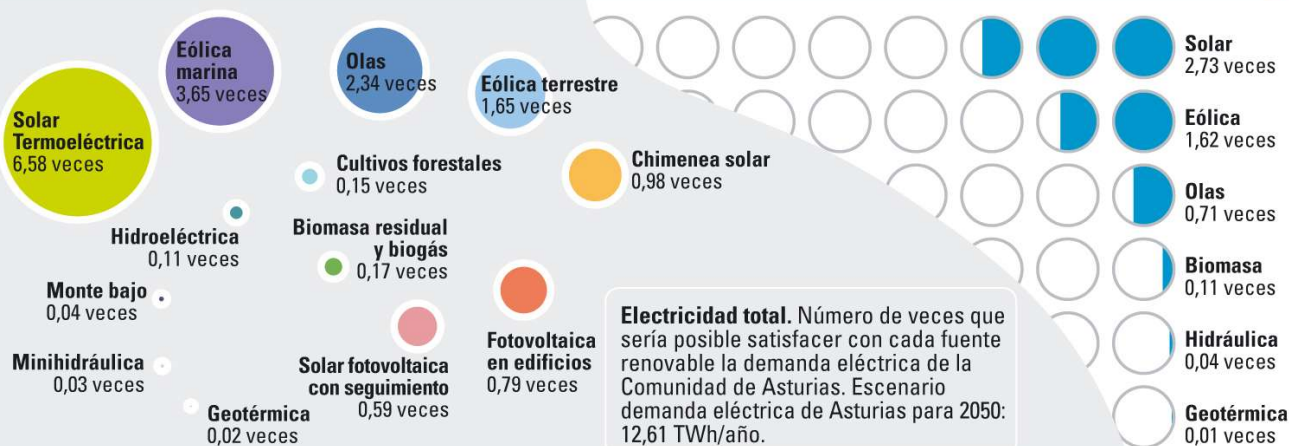 Solar
Termoeléctrica
6,58 veces
Eólica
marina
3,65 veces
Olas
2,34 veces
Eólica terrestre
1,65 veces
Cultivos forestales
0,15 veces
Chimenea solar
0,98 veces
Hidroeléctrica
0,11 veces
Biomasa residual
y biogás
0,17 veces
Monte bajo
0,04 veces
Minihidráulica
0,03 veces
Geotérmica
0,02 veces
Solar fotovoltaica
con seguimiento
0,59 veces
Fotovoltaica
en edificios
0,79 veces
Electricidad total. Número de veces que
sería posible satisfacer con cada fuente
renovable la demanda eléctrica de la
Comunidad de Asturias. Escenario
demanda eléctrica de Asturias para 2050:
12,61 TWh/año.
Solar
2,73 veces
Eólica
1,62 veces
Olas
0,71 veces
Biomasa
0,11 veces
Hidráulica
0,04 veces
Geotérmica
0,01 veces